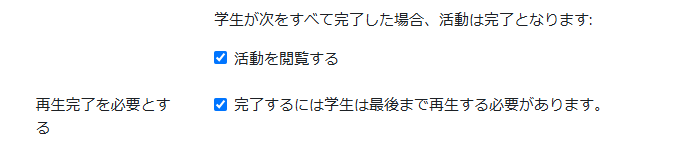 学生が次をすべて完了した場合、活動は完了となります:
活動を閲覧する
再生完了を必要とす
る
完了するには学生は最後まで再生する必要があります。